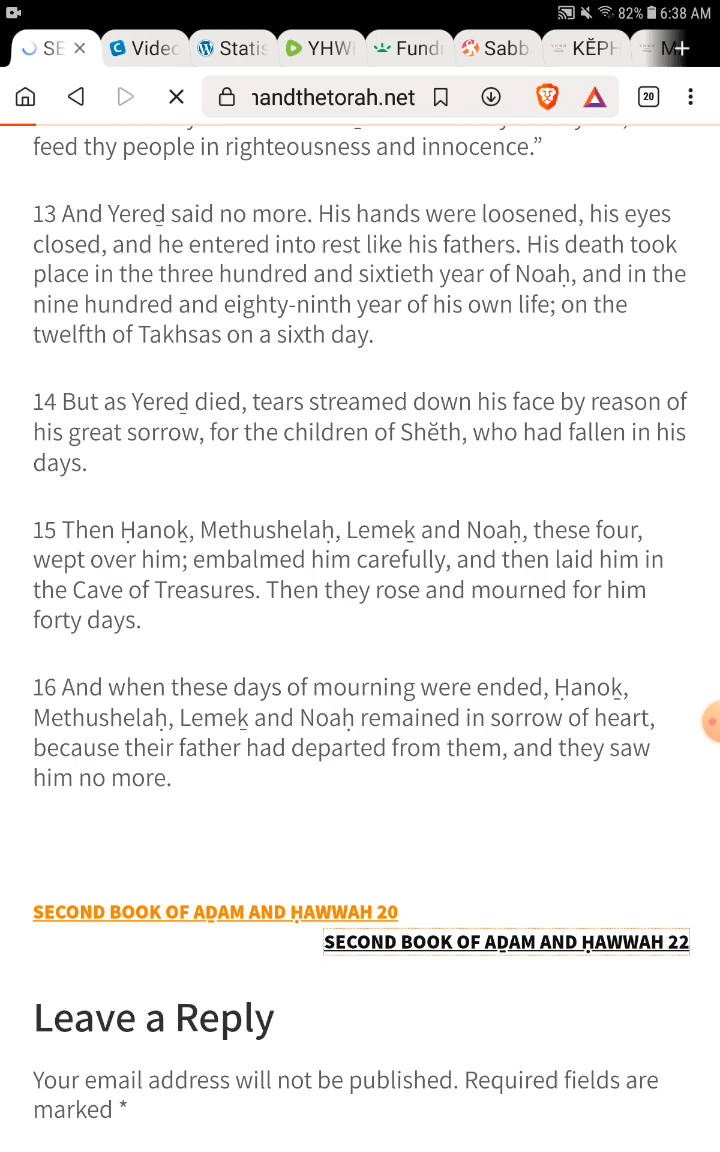 82% 6:38 AM
SE Videc Statis YHWI Fundr Sabb KĔPH M
handthetorah.net 20
feed thy people in righteousness and innocence.”
13 And Yereḏ said no more. His hands were loosened, his eyes
closed, and he entered into rest like his fathers. His death took
place in the three hundred and sixtieth year of Noaḥ, and in the
nine hundred and eighty-ninth year of his own life; on the
twelfth of Takhsas on a sixth day.
14 But as Yereḏ died, tears streamed down his face by reason of
his great sorrow, for the children of Shĕth, who had fallen in his
days.
15 Then Ḥanoḵ, Methushelaḥ, Lemeḵ and Noaḥ, these four,
wept over him; embalmed him carefully, and then laid him in
the Cave of Treasures. Then they rose and mourned for him
forty days.
16 And when these days of mourning were ended, Ḥanoḵ,
Methushelaḥ, Lemeḵ and Noaḥ remained in sorrow of heart,
because their father had departed from them, and they saw
him no more.
SECOND BOOK OF AḎAM AND ḤAWWAH 20
SECOND BOOK OF AḎAM AND ḤAWWAH 22
Leave a Reply
Your email address will not be published. Required fields are
marked *